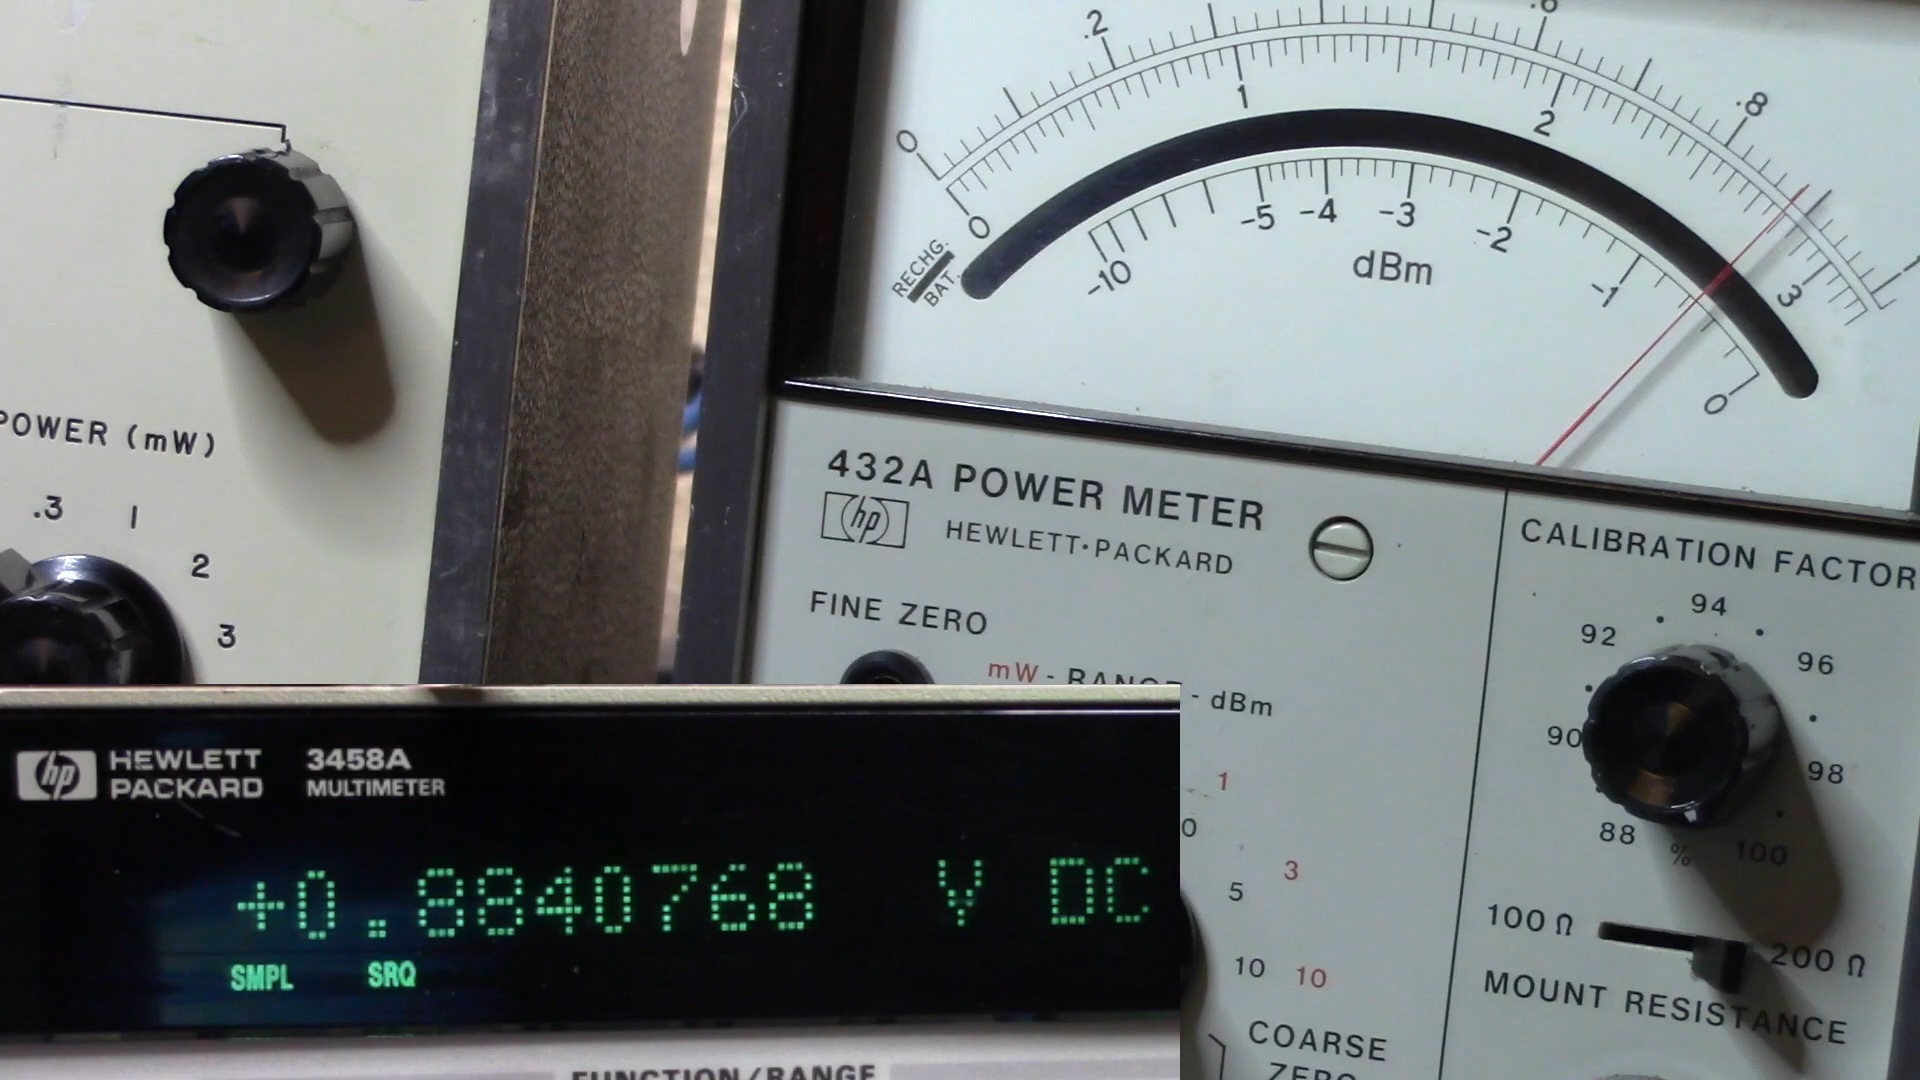 POWER (mW)
.3 1
2
3
0 .2 .6 .8 1
0 1 2 3
-10 -5 -4 -3 -2 -1 0
dBm
RECHG.
BAT.
432A POWER METER
hp HEWLETT•PACKARD
FINE ZERO
mW - RANGE - dBm
1
0
3
5
10 10
COARSE
ZERO
CALIBRATION FACTOR
94
92 96
90 98
88 % 100
100 Ω 200 Ω
MOUNT RESISTANCE
hp HEWLETT PACKARD
3458A
MULTIMETER
+0.8840768 V DC
SMPL SRQ
FUNCTION/RANGE